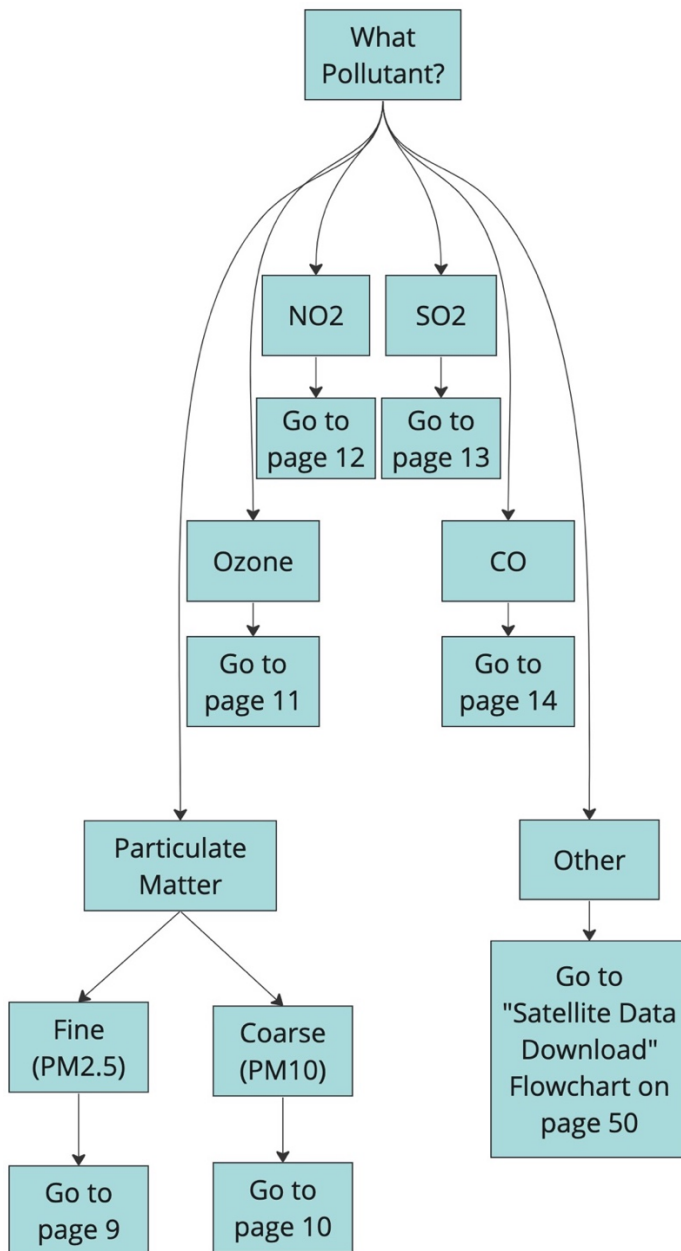 What
Pollutant?
NO2
SO2
Go to
page 12
Go to
page 13
Ozone
CO
Go to
page 11
Go to
page 14
Particulate
Matter
Other
Fine
(PM2.5)
Coarse
(PM10)
Go to
"Satellite Data
Download"
Flowchart on
page 50
Go to
page 9
Go to
page 10